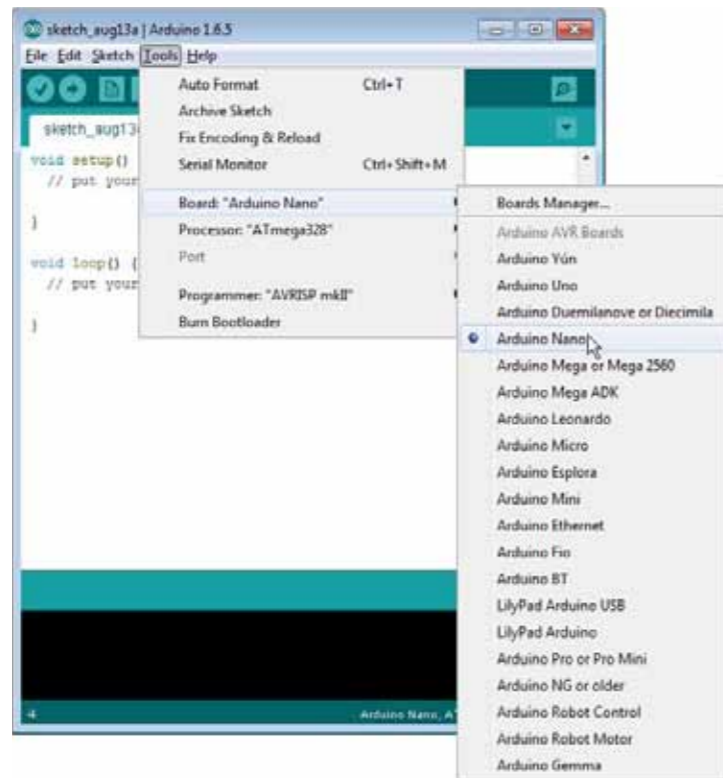 sketch_aug13a | Arduino 1.6.5
File Edit Sketch Tools Help
Auto Format Ctrl+T
Archive Sketch
Fix Encoding & Reload
Serial Monitor Ctrl+Shift+M
Board: "Arduino Nano"
Processor: "ATmega328"
Port
Programmer: "AVRISP mkII"
Burn Bootloader
sketch_aug13
void setup()
// put your
}
void loop() {
// put your
}
Boards Manager...
Arduino AVR Boards
Arduino Yún
Arduino Uno
Arduino Duemilanove or Diecimila
Arduino Nano
Arduino Mega or Mega 2560
Arduino Mega ADK
Arduino Leonardo
Arduino Micro
Arduino Esplora
Arduino Mini
Arduino Ethernet
Arduino Fio
Arduino BT
LilyPad Arduino USB
LilyPad Arduino
Arduino Pro or Pro Mini
Arduino NG or older
Arduino Robot Control
Arduino Robot Motor
Arduino Gemma
4 Arduino Nano, AT